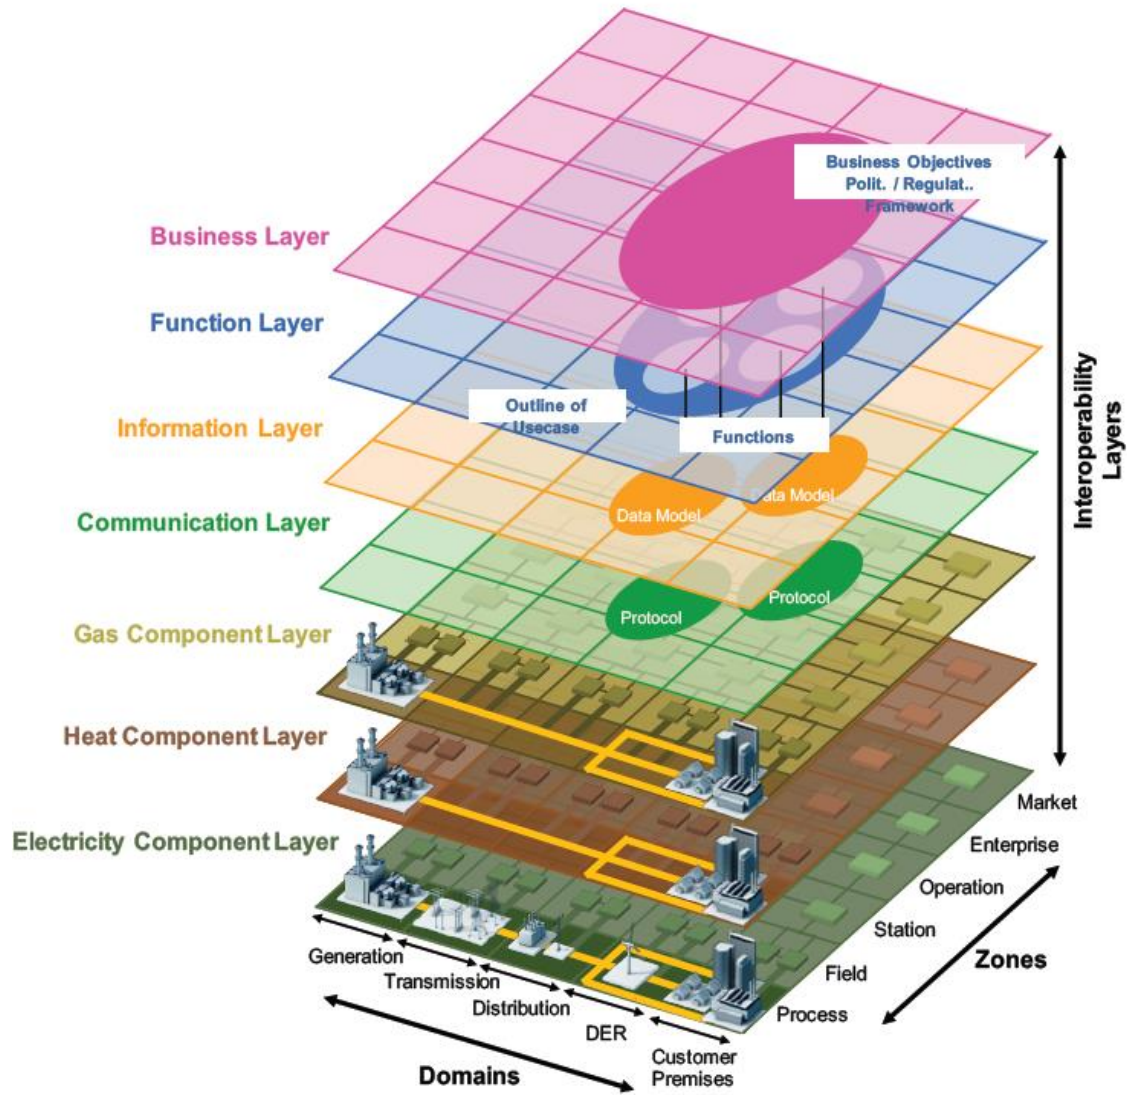 Business Objectives
Polit. / Regulat..
Framework
Business Layer
Function Layer
Outline of
Usecase
Functions
Information Layer
Data Model
Data Model
Interoperability
Layers
Communication Layer
Protocol
Protocol
Gas Component Layer
Heat Component Layer
Electricity Component Layer
Market
Enterprise
Operation
Station
Field
Process
Zones
Generation
Transmission
Distribution
DER
Customer
Premises
Domains